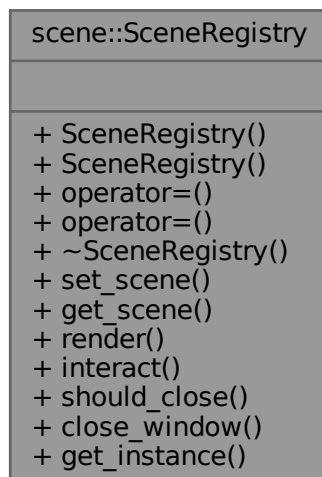 scene::SceneRegistry
+ SceneRegistry()
+ SceneRegistry()
+ operator=()
+ operator=()
+ ~SceneRegistry()
+ set_scene()
+ get_scene()
+ render()
+ interact()
+ should_close()
+ close_window()
+ get_instance()